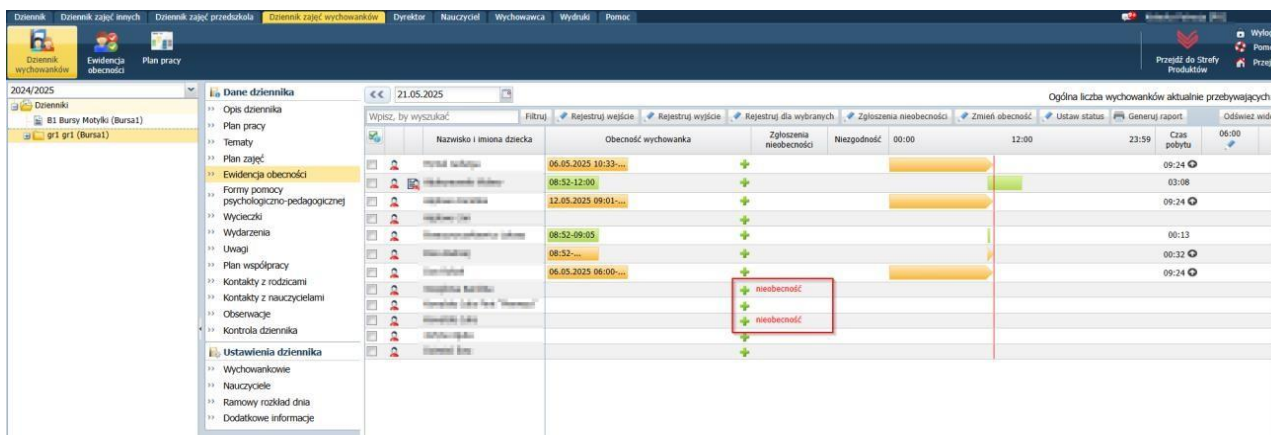 Dziennik Dziennik zajęć innych Dziennik zajęć przedszkola Dziennik zajęć wychowanków Dyrektor Nauczyciel Wychowawca Wydruki Pomoc
Dziennik wychowanków
Ewidencja obecności
Plan pracy
Przejdź do Strefy Produktów
Wylog
Pomo
Przej
2024/2025
Dzienniki
B1 Bursy Motylki (Bursa1)
gr1 gr1 (Bursa1)
Dane dziennika
Opis dziennika
Plan pracy
Tematy
Plan zajęć
Ewidencja obecności
Formy pomocy
psychologiczno-pedagogicznej
Wycieczki
Wydarzenia
Uwagi
Plan współpracy
Kontakty z rodzicami
Kontakty z nauczycielami
Obserwacje
Kontrola dziennika
Ustawienia dziennika
Wychowankowie
Nauczyciele
Ramowy rozkład dnia
Dodatkowe informacje
<< 21.05.2025
Ogólna liczba wychowanków aktualnie przebywających
Wpisz, by wyszukać Filtruj Rejestruj wejście Rejestruj wyjście Rejestruj dla wybranych Zgłoszenia nieobecności Zmień obecność Ustaw status Generuj raport Odśwież wido
Nazwisko i imiona dziecka Obecność wychowanka Zgłoszenia nieobecności Niezgodność 00:00 12:00 23:59 Czas pobytu 06:00
06.05.2025 10:33-... 09:24
08:52-12:00 03:08
12.05.2025 09:01-... 09:24
08:52-09:05 00:13
08:52-... 00:32
06.05.2025 06:00-... 09:24
nieobecność
nieobecność